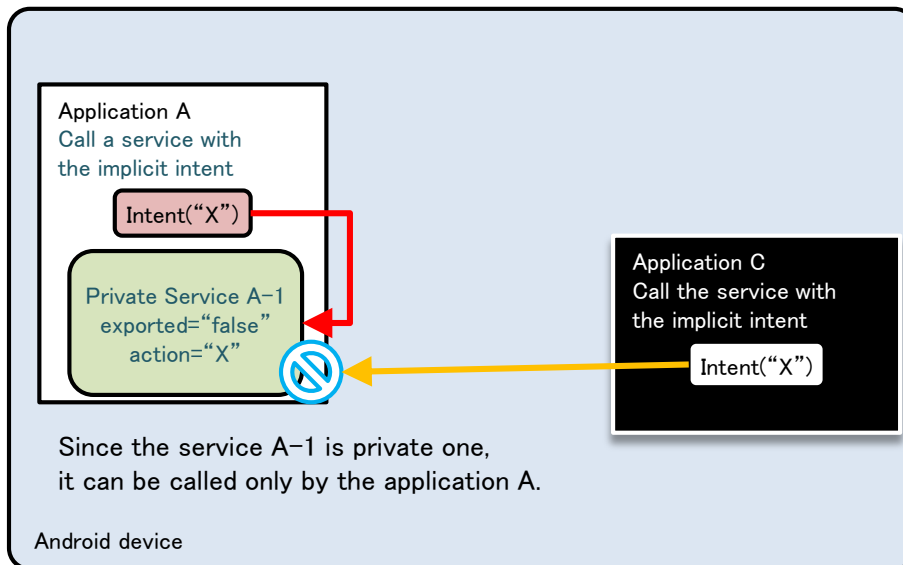 Application A
Call a service with
the implicit intent
Intent(“X”)
Private Service A-1
exported=“false”
action=“X”
Application C
Call the service with
the implicit intent
Intent(“X”)
Since the service A-1 is private one,
it can be called only by the application A.
Android device